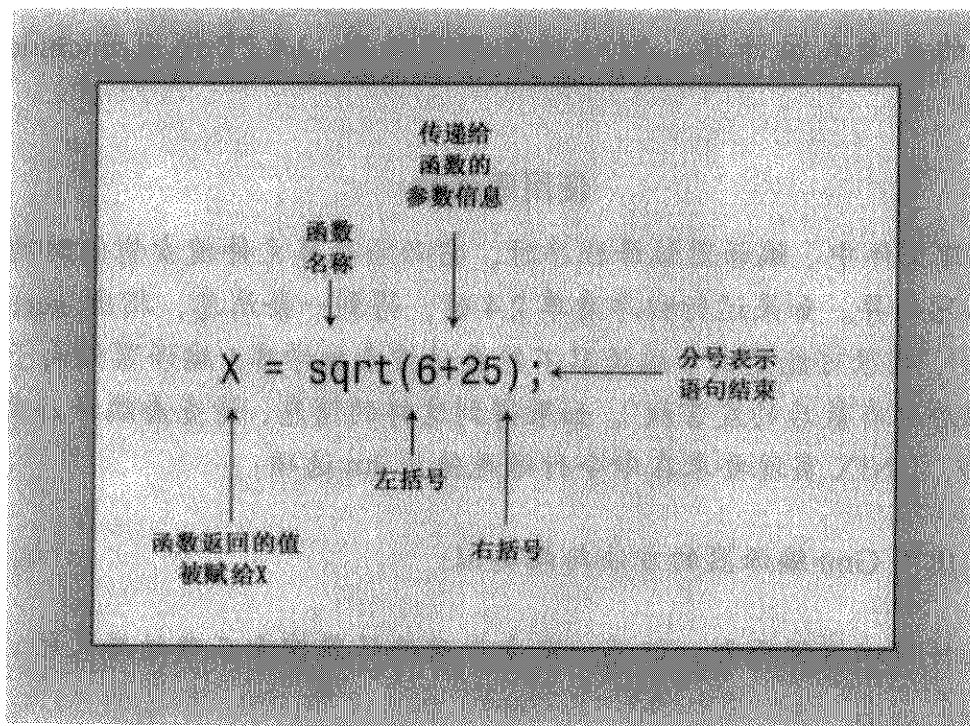 传递给
函数的
参数信息
函数
名称
X = sqrt(6+25);
分号表示
语句结束
左括号
右括号
函数返回的值
被赋给X